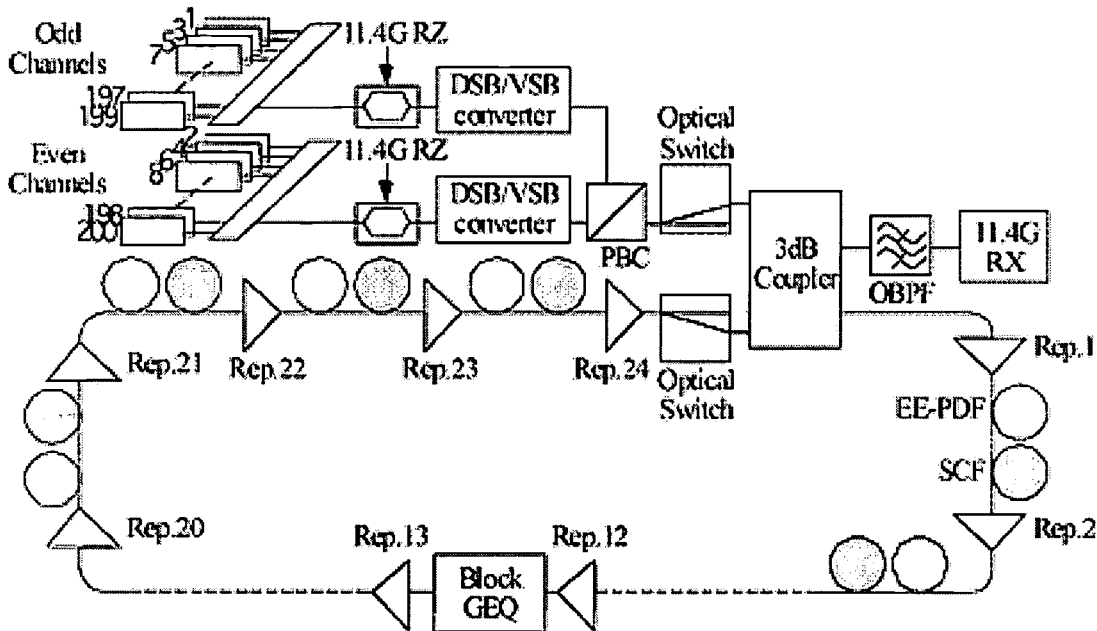 Odd
Channels
1
3
5
7
197
199
11.4G RZ
DSB/VSB
converter
Even
Channels
2
4
6
8
198
200
11.4G RZ
DSB/VSB
converter
PBC
Optical
Switch
3dB
Coupler
OBPF
11.4G
RX
Rep.21
Rep.22
Rep.23
Rep.24
Optical
Switch
Rep.1
EE-PDF
SCF
Rep.2
Rep.20
Rep.13
Block
GEQ
Rep.12